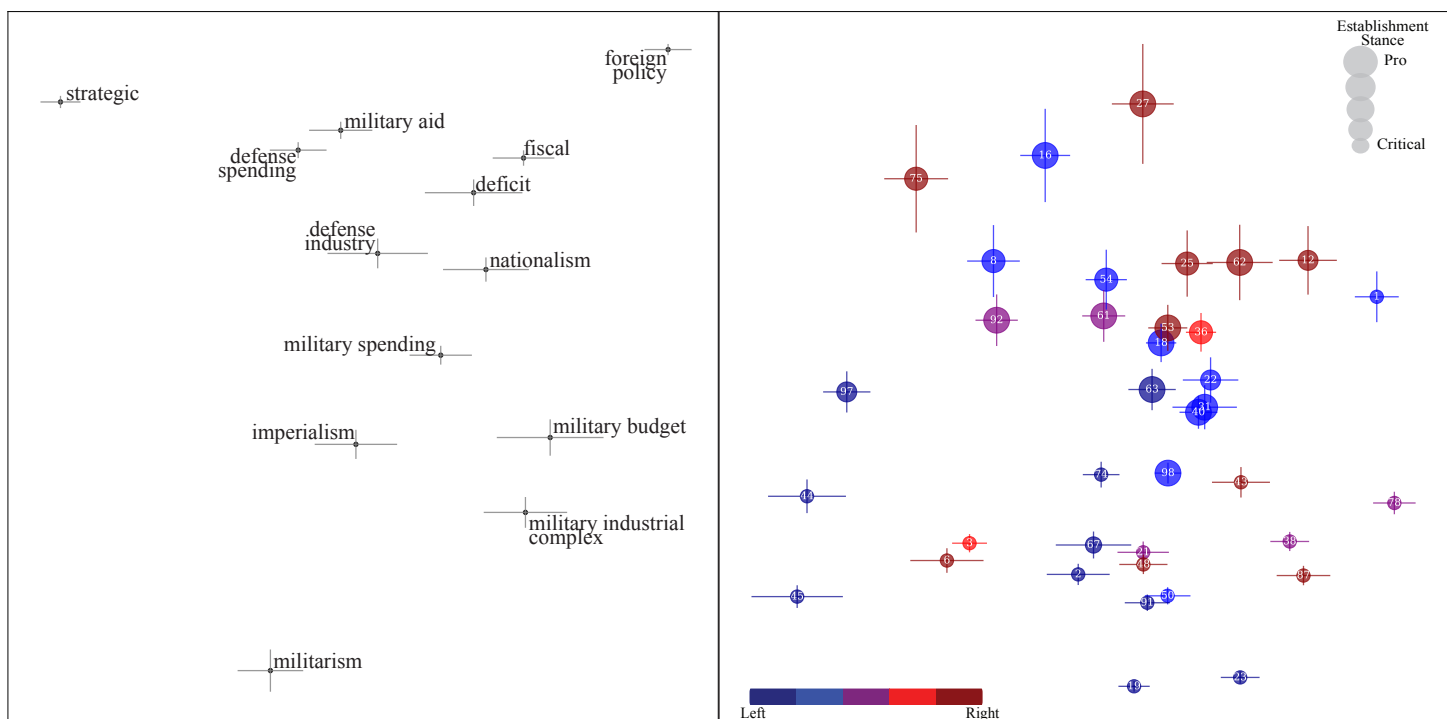 foreign
policy
strategic
military aid
defense
spending
fiscal
deficit
defense
industry
nationalism
military spending
imperialism
military budget
military industrial
complex
militarism
Establishment
Stance
Pro
Critical
27
16
75
8
54
25
62
12
1
92
61
53
36
18
97
63
22
31
40
74
98
43
44
78
3
6
67
21
38
48
2
87
45
91
50
19
23
Left
Right